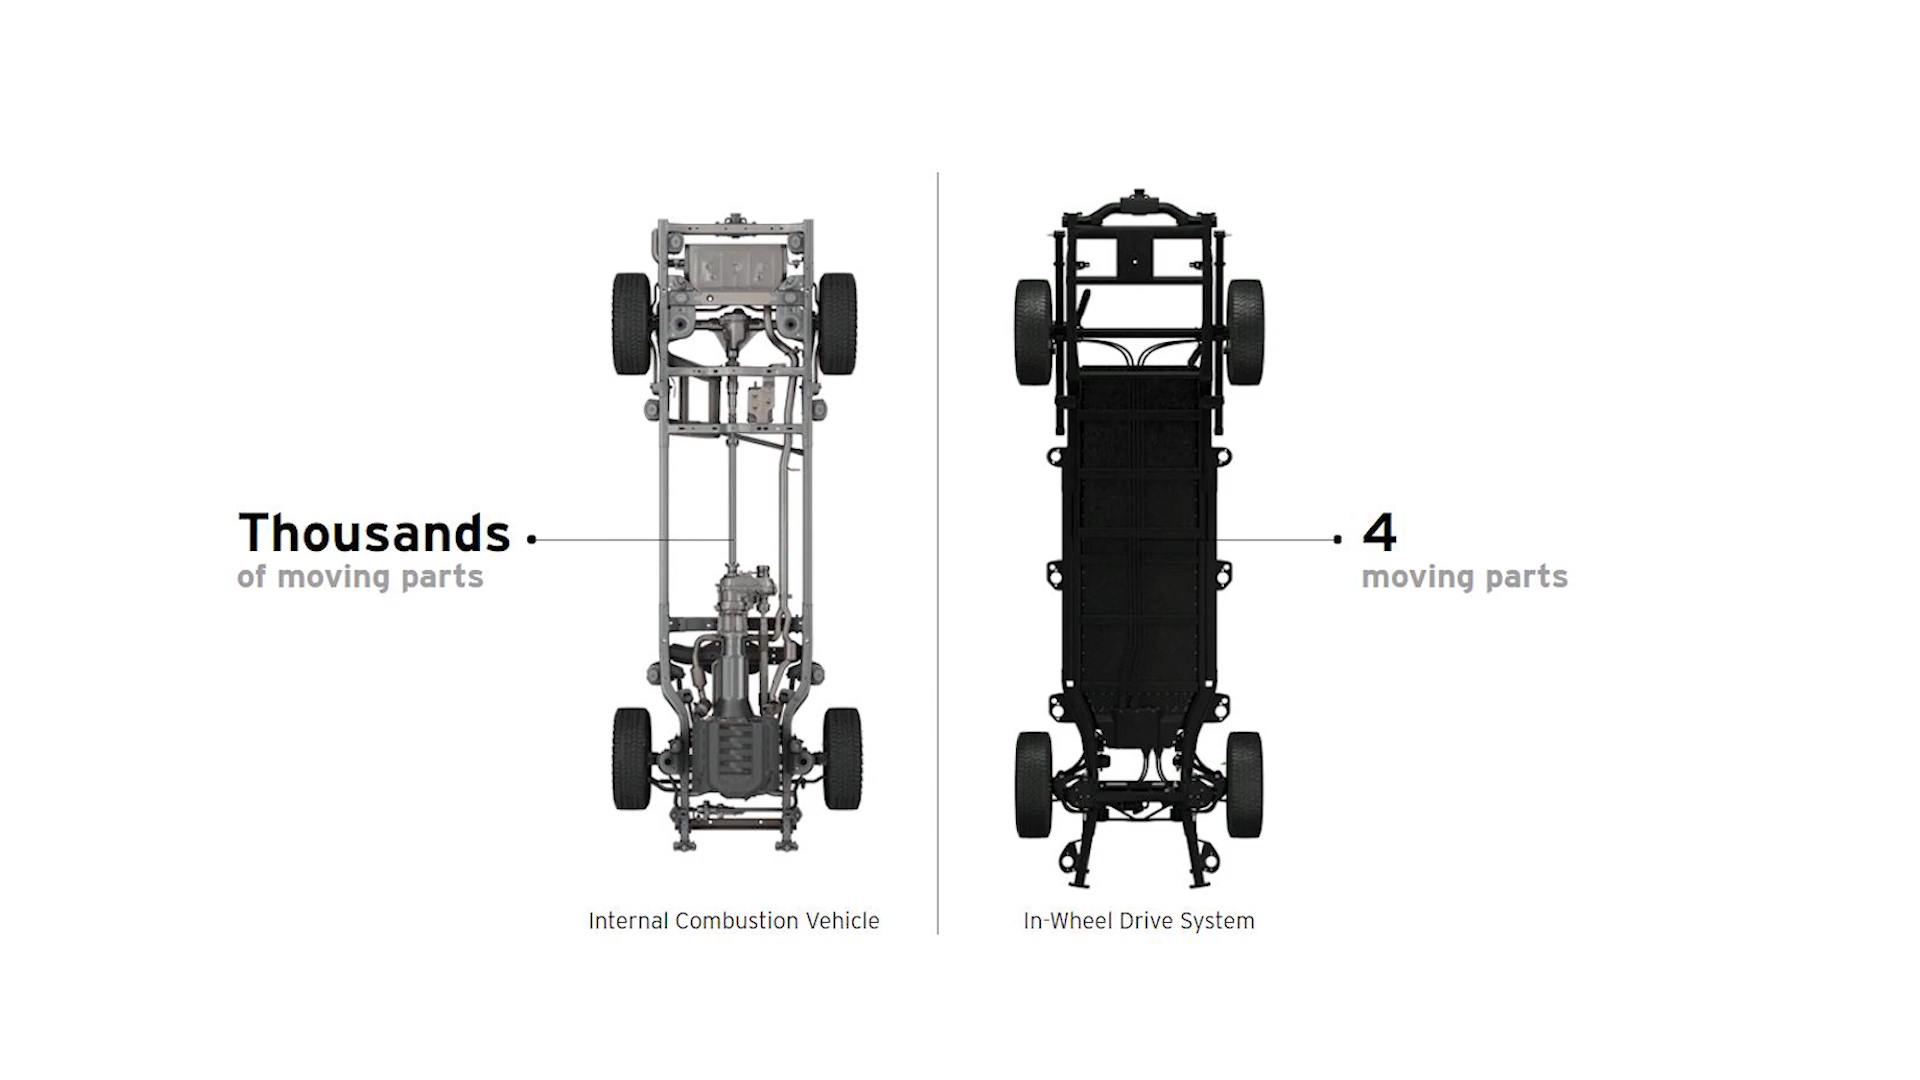 Thousands
of moving parts
4
moving parts
Internal Combustion Vehicle
In-Wheel Drive System